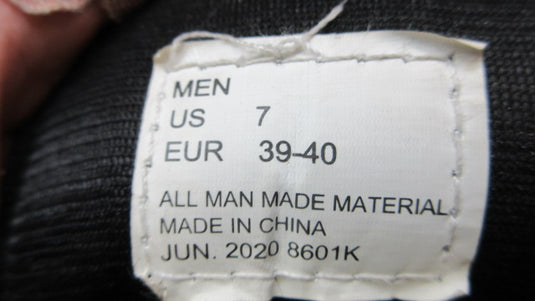 MEN
US 7
EUR 39-40
ALL MAN MADE MATERIAL
MADE IN CHINA
JUN. 2020 8601K